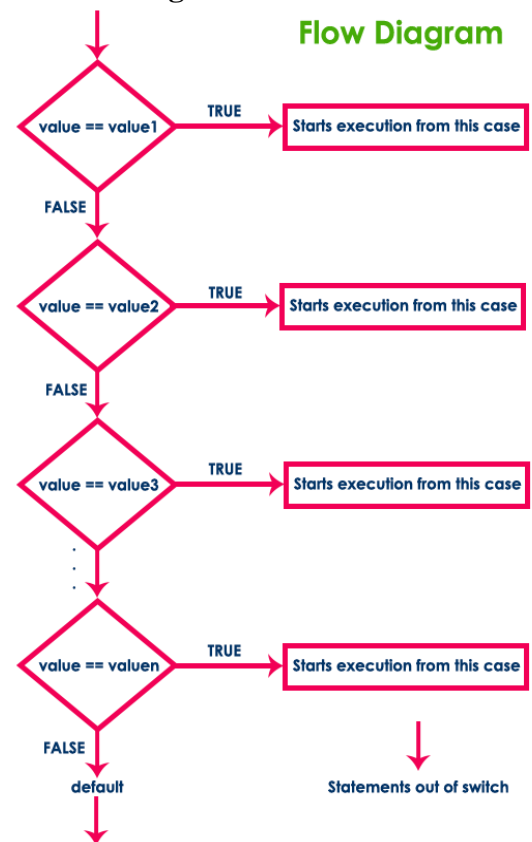 Flow Diagram
value == value1
TRUE
Starts execution from this case
FALSE
value == value2
TRUE
Starts execution from this case
FALSE
value == value3
TRUE
Starts execution from this case
.
.
.
value == valuen
TRUE
Starts execution from this case
FALSE
default
Statements out of switch